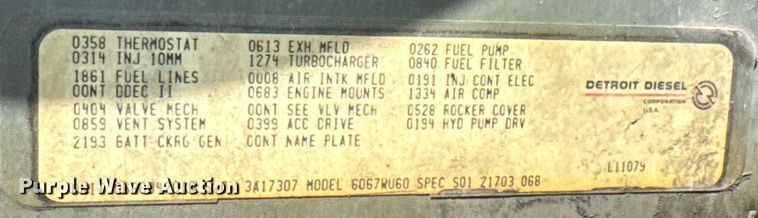 0358 THERMOSTAT 0613 EXH MFLD 0262 FUEL PUMP
0314 INJ 10MM 1274 TURBOCHARGER 0840 FUEL FILTER
1861 FUEL LINES 0008 AIR INTK MFLD 0191 INJ CONT ELEC
00NT DDEC II 0683 ENGINE MOUNTS 1334 AIR COMP
DETROIT DIESEL
CORPORATION
U.S.A.
0404 VALVE MECH 00NT SEE VLV MECH 0528 ROCKER COVER
0859 VENT SYSTEM 0399 ACC DRIVE 0194 HYD PUMP DRV
2193 BATT CKRG GEN CONT NAME PLATE
L11079
3A17307 MODEL 6067WU60 SPEC S01 21703 068
Purple Wave Auction